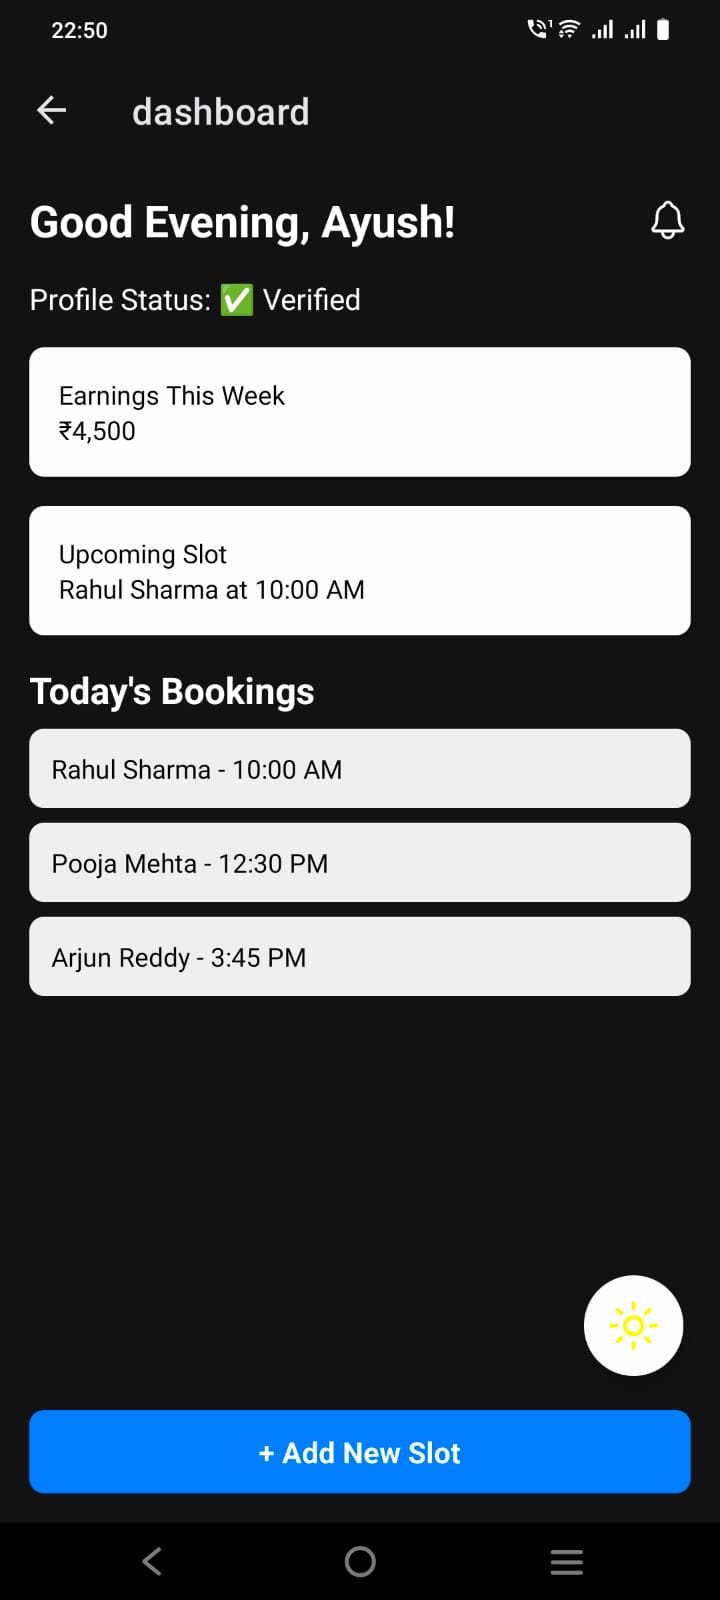 22:50
dashboard
Good Evening, Ayush!
Profile Status: ✅ Verified
Earnings This Week
₹4,500
Upcoming Slot
Rahul Sharma at 10:00 AM
Today's Bookings
Rahul Sharma - 10:00 AM
Pooja Mehta - 12:30 PM
Arjun Reddy - 3:45 PM
+ Add New Slot